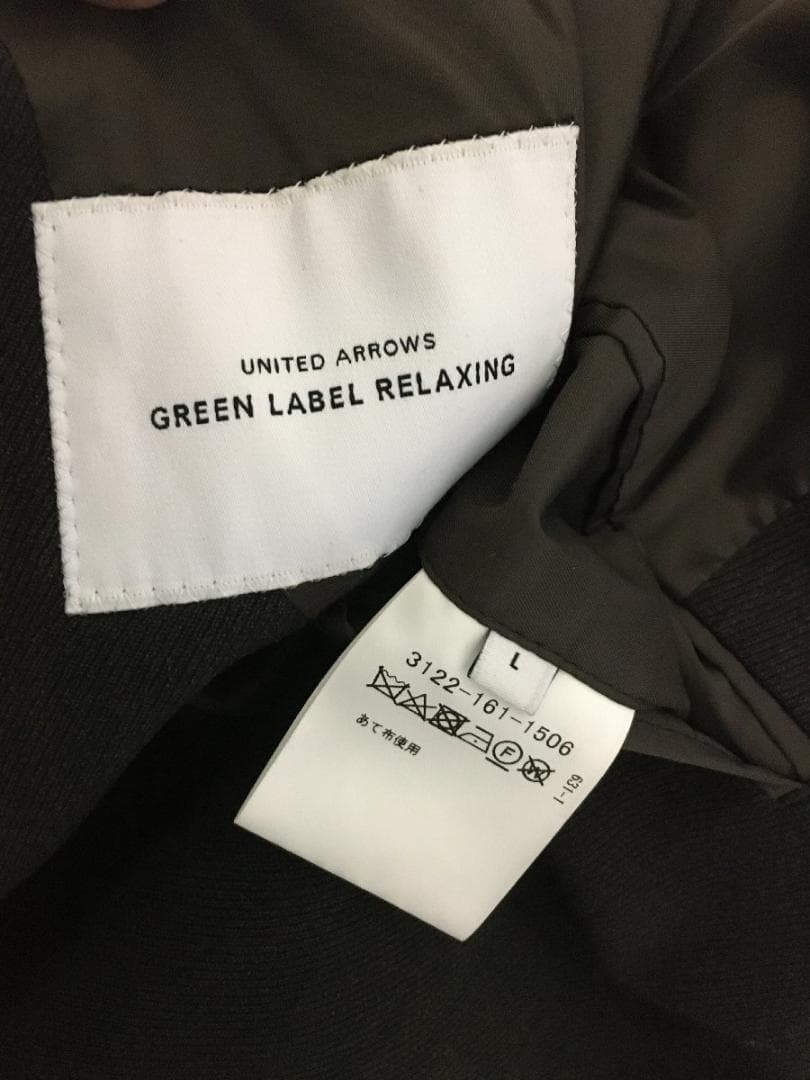 UNITED ARROWS
GREEN LABEL RELAXING
L
3122-161-1506
F
W
あて布使用
631-1